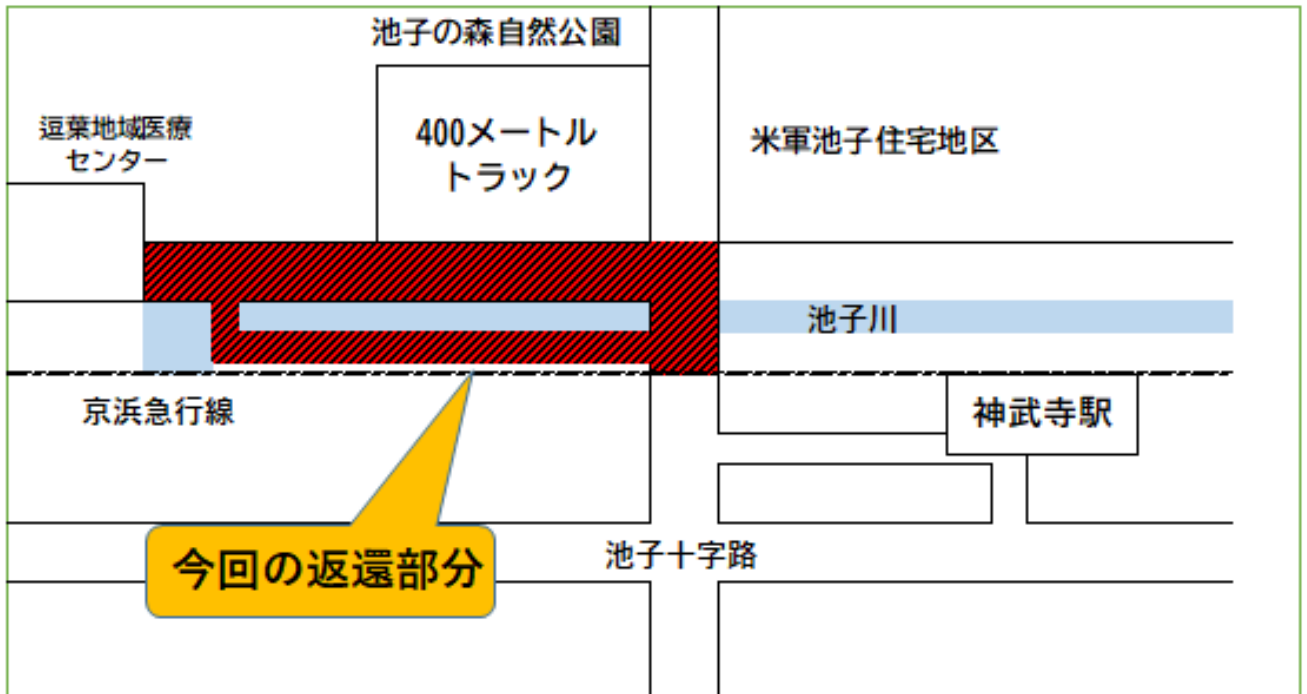 池子の森自然公園
逗葉地域医療
センター
400メートル
トラック
米軍池子住宅地区
池子川
京浜急行線
神武寺駅
今回の返還部分
池子十字路